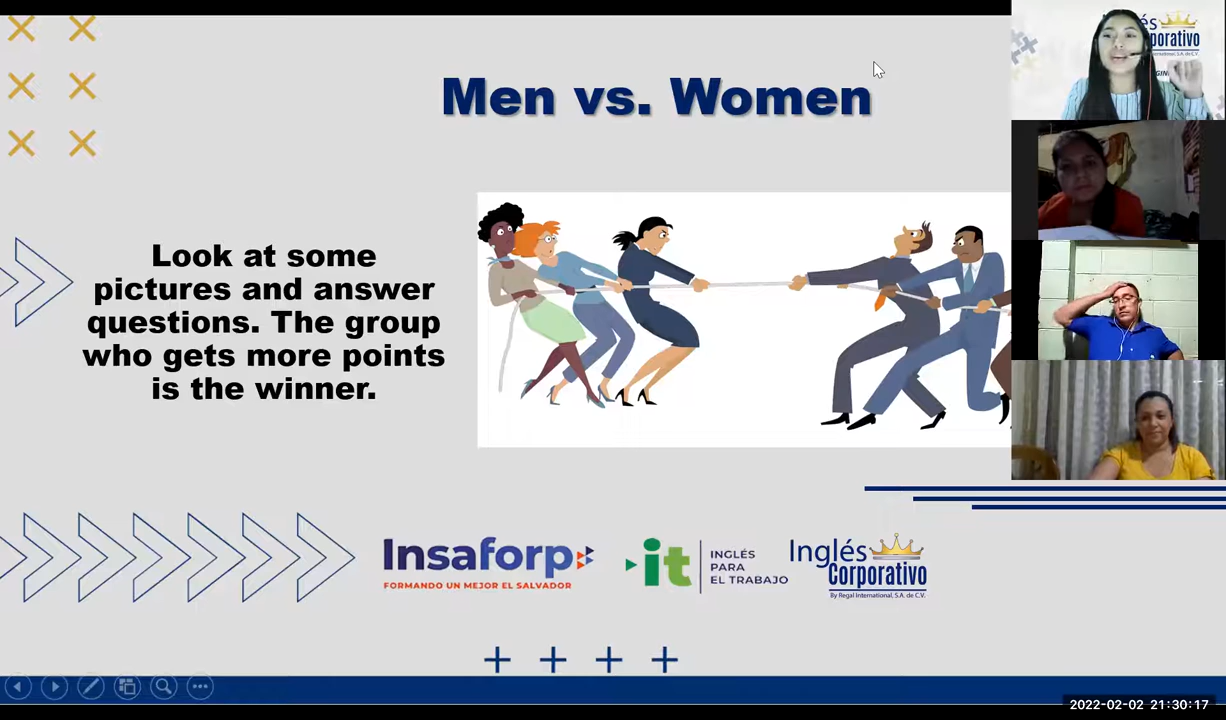 Men vs. Women
Look at some
pictures and answer
questions. The group
who gets more points
is the winner.
Insaforp
FORMANDO UN MEJOR EL SALVADOR
it
INGLÉS
PARA
EL TRABAJO
Inglés
Corporativo
By Regal International, S.A. de C.V.
és
porativo
2022-02-02 21:30:17